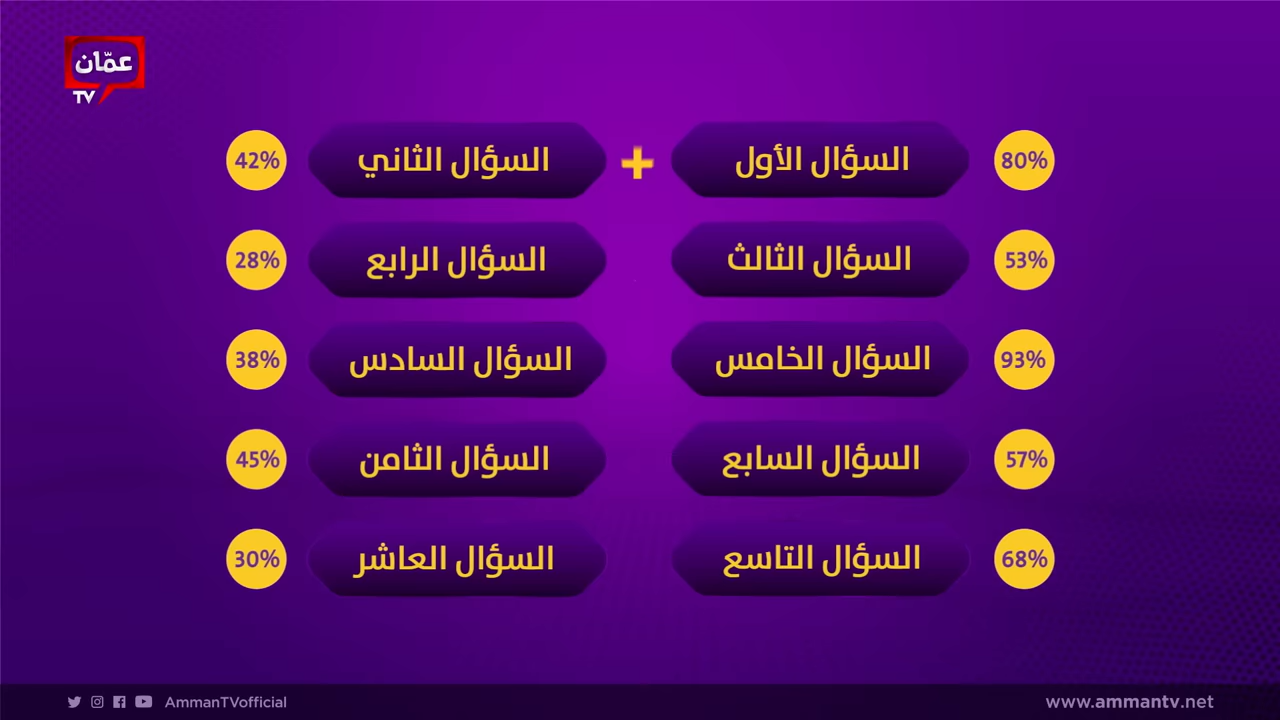 عمّان
TV
80% السؤال الأول + السؤال الثاني 42%
53% السؤال الثالث السؤال الرابع 28%
93% السؤال الخامس السؤال السادس 38%
57% السؤال السابع السؤال الثامن 45%
68% السؤال التاسع السؤال العاشر 30%
AmmanTVofficial
www.ammantv.net